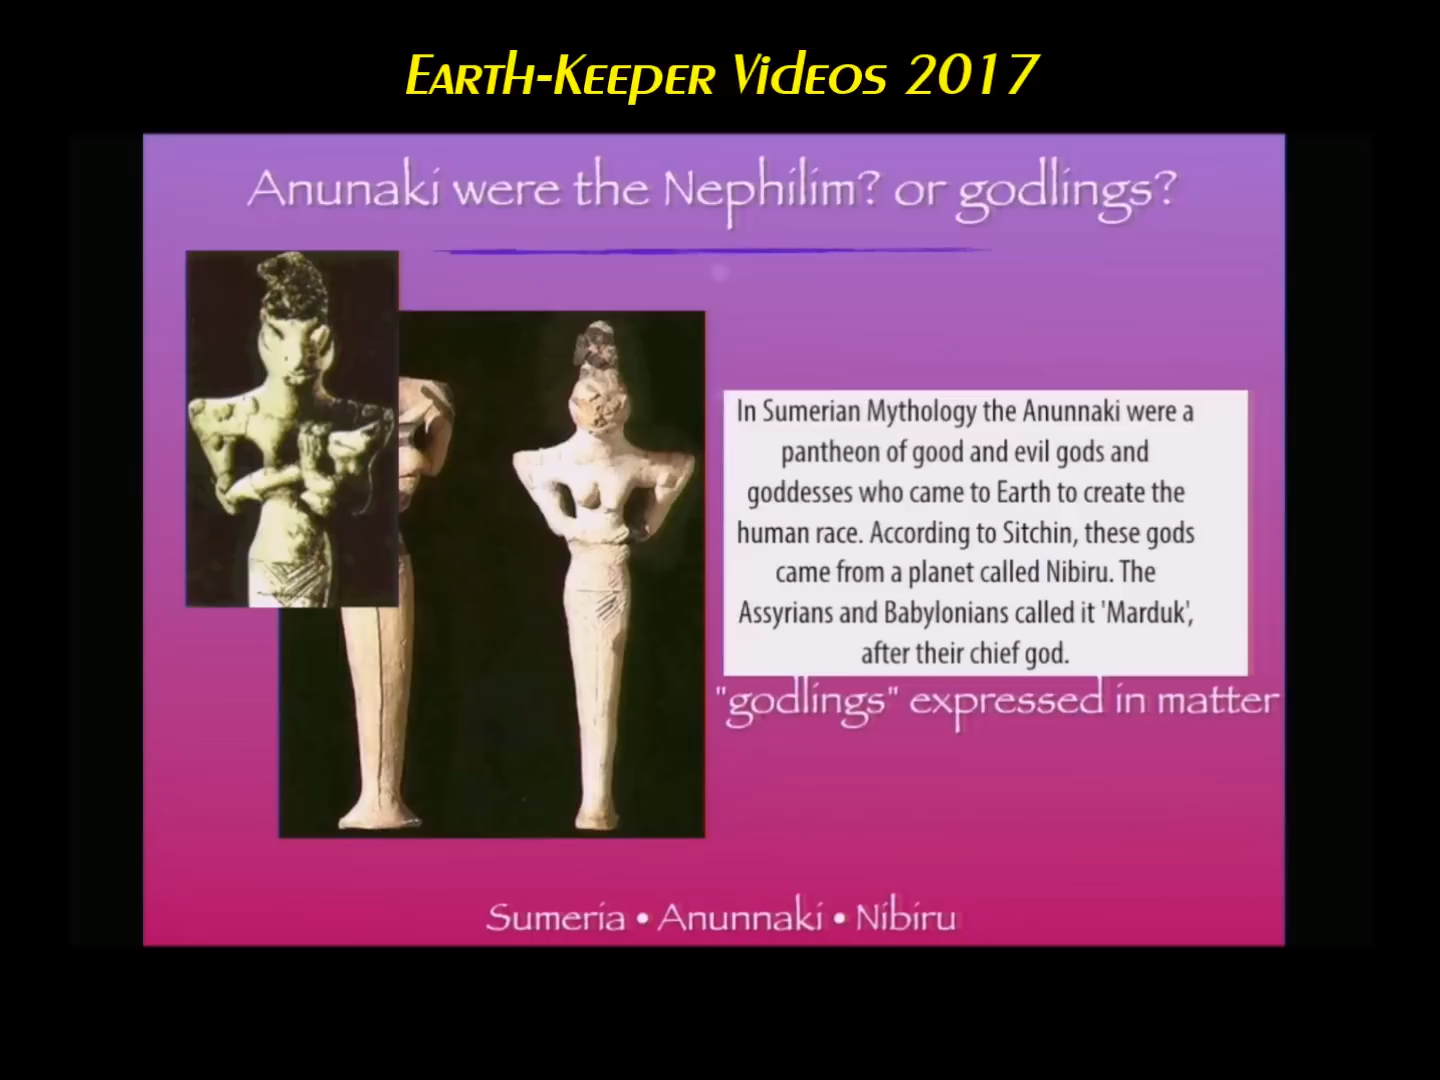 Earth-Keeper Videos 2017
Anunaki were the Nephilim? or godlings?
In Sumerian Mythology the Anunnaki were a
pantheon of good and evil gods and
goddesses who came to Earth to create the
human race. According to Sitchin, these gods
came from a planet called Nibiru. The
Assyrians and Babylonians called it 'Marduk',
after their chief god.
"godlings" expressed in matter
Sumeria • Anunnaki • Nibiru